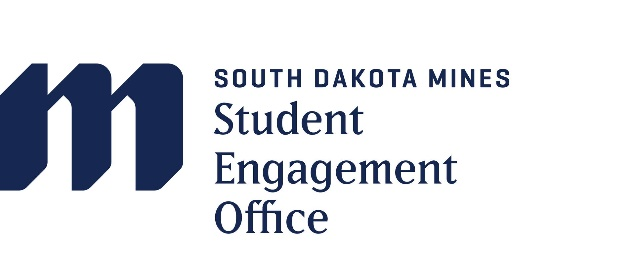 SOUTH DAKOTA MINES
Student
Engagement
Office